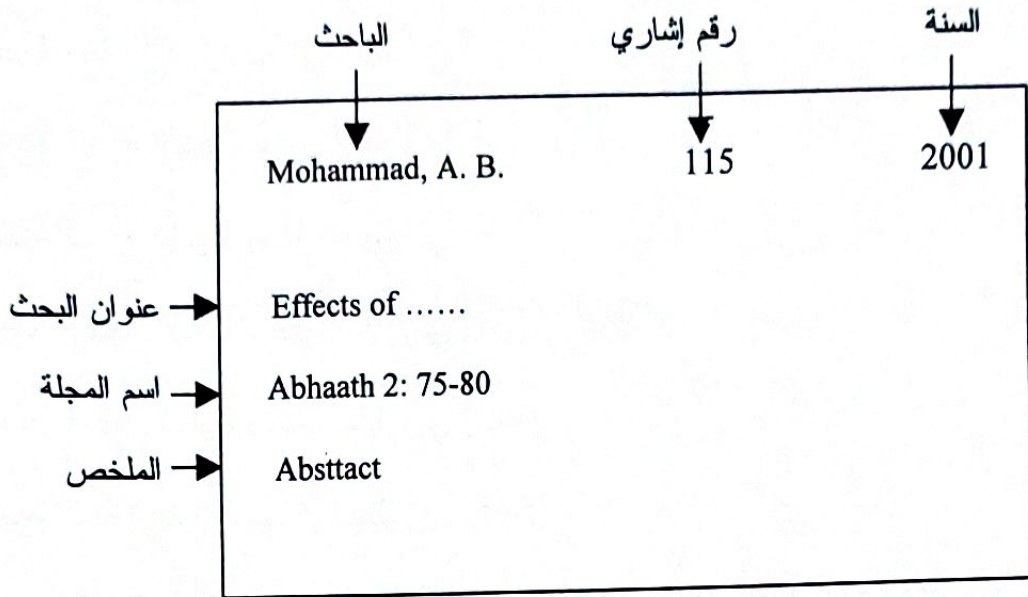 الباحث رقم إشاري السنة
Mohammad, A. B. 115 2001
عنوان البحث Effects of ......
اسم المجلة Abhaath 2: 75-80
الملخص Absttact